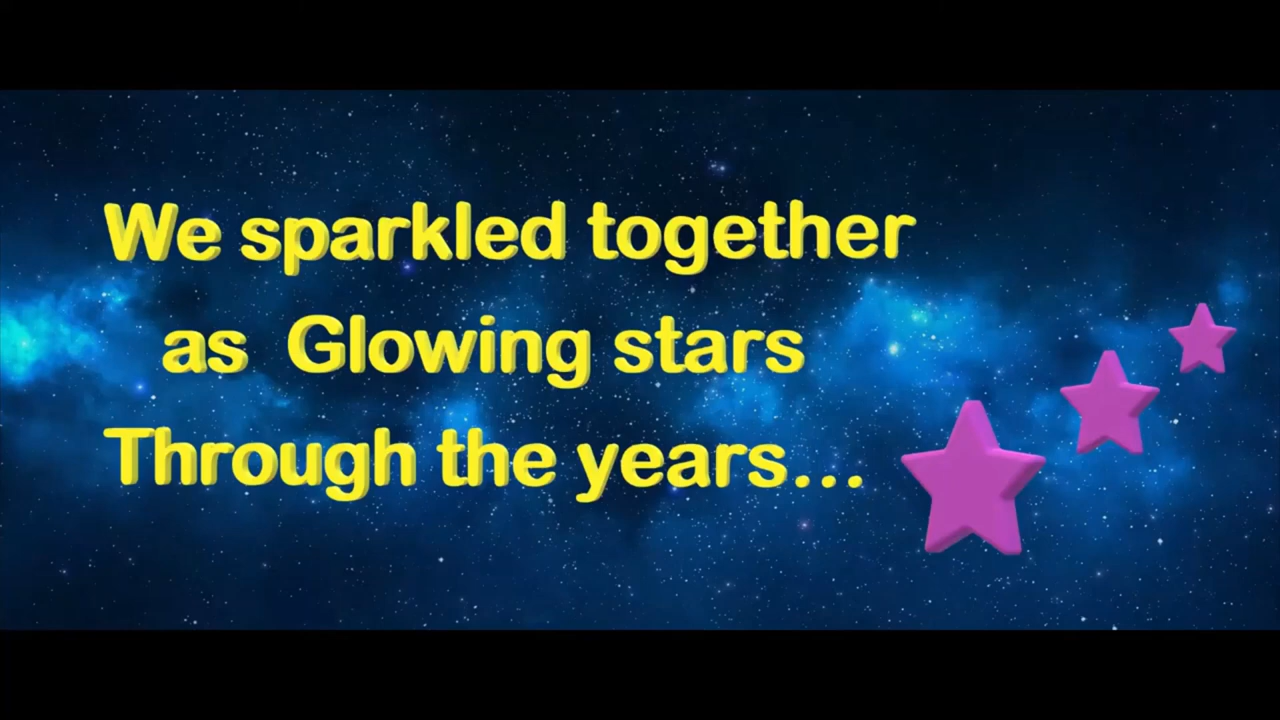 We sparkled together
as Glowing stars
Through the years...